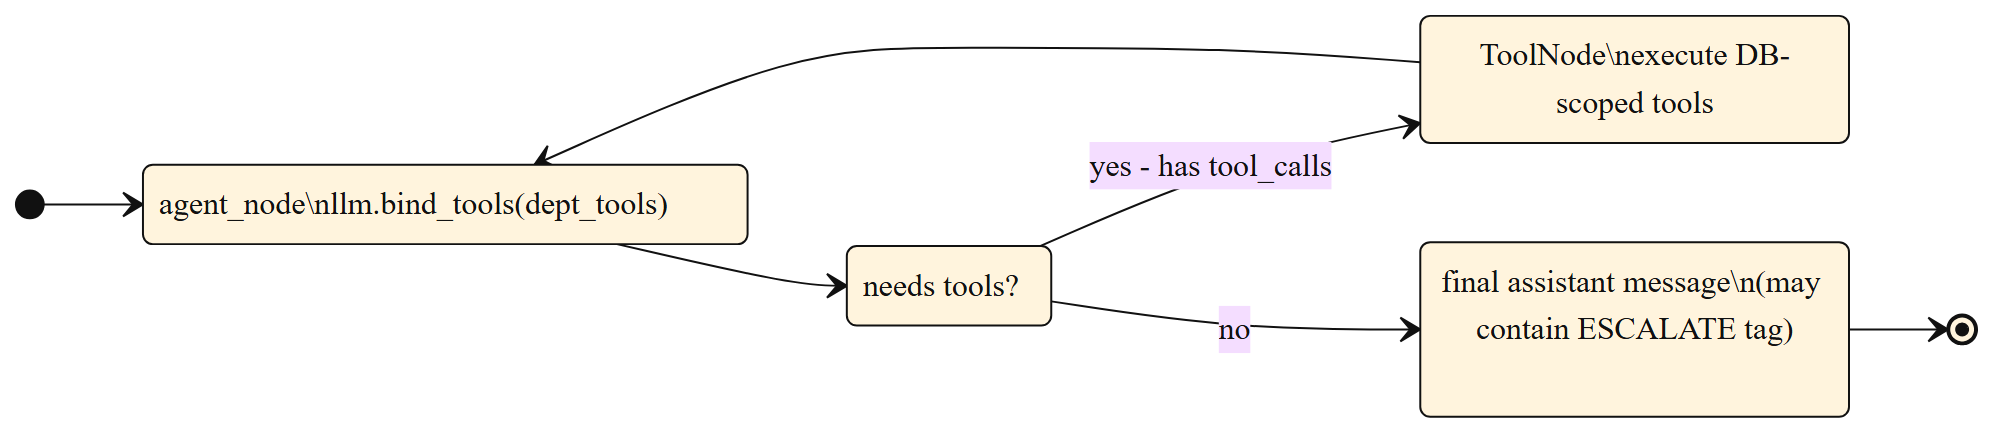 agent_node\nllm.bind_tools(dept_tools)
needs tools?
yes - has tool_calls
no
ToolNode\nexecute DB-
scoped tools
final assistant message\n(may
contain ESCALATE tag)